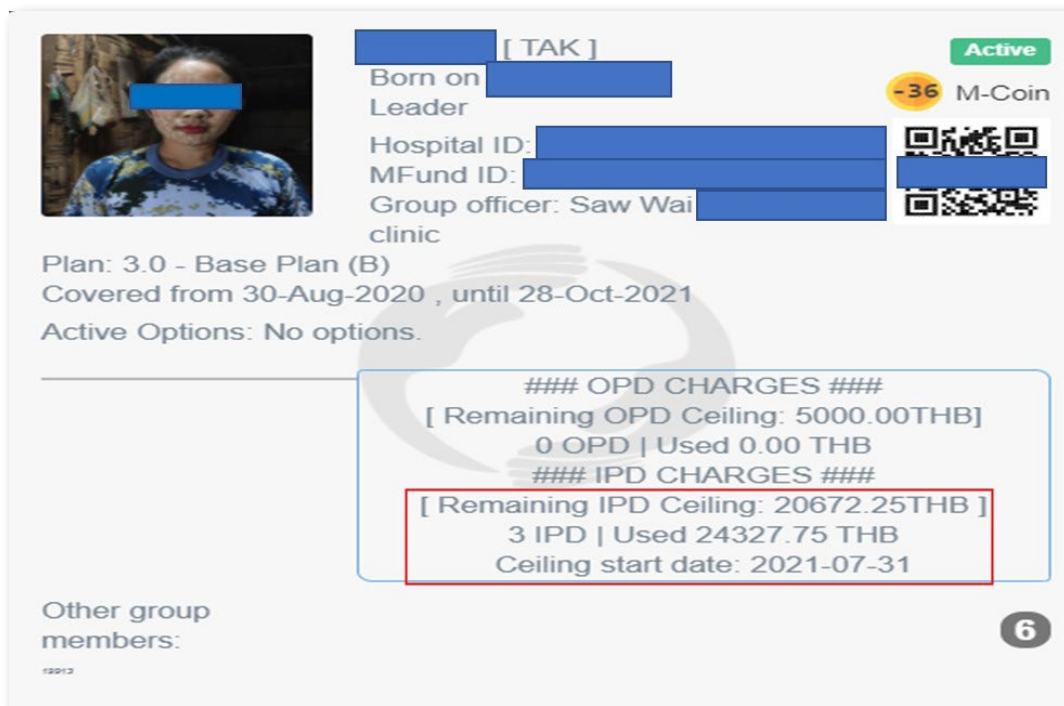 [ TAK ]
Active
Born on
-36 M-Coin
Leader
Hospital ID:
MFund ID:
Group officer: Saw Wai
clinic
Plan: 3.0 - Base Plan (B)
Covered from 30-Aug-2020 , until 28-Oct-2021
Active Options: No options.
### OPD CHARGES ###
[ Remaining OPD Ceiling: 5000.00THB]
0 OPD | Used 0.00 THB
### IPD CHARGES ###
[ Remaining IPD Ceiling: 20672.25THB ]
3 IPD | Used 24327.75 THB
Ceiling start date: 2021-07-31
Other group
members:
6